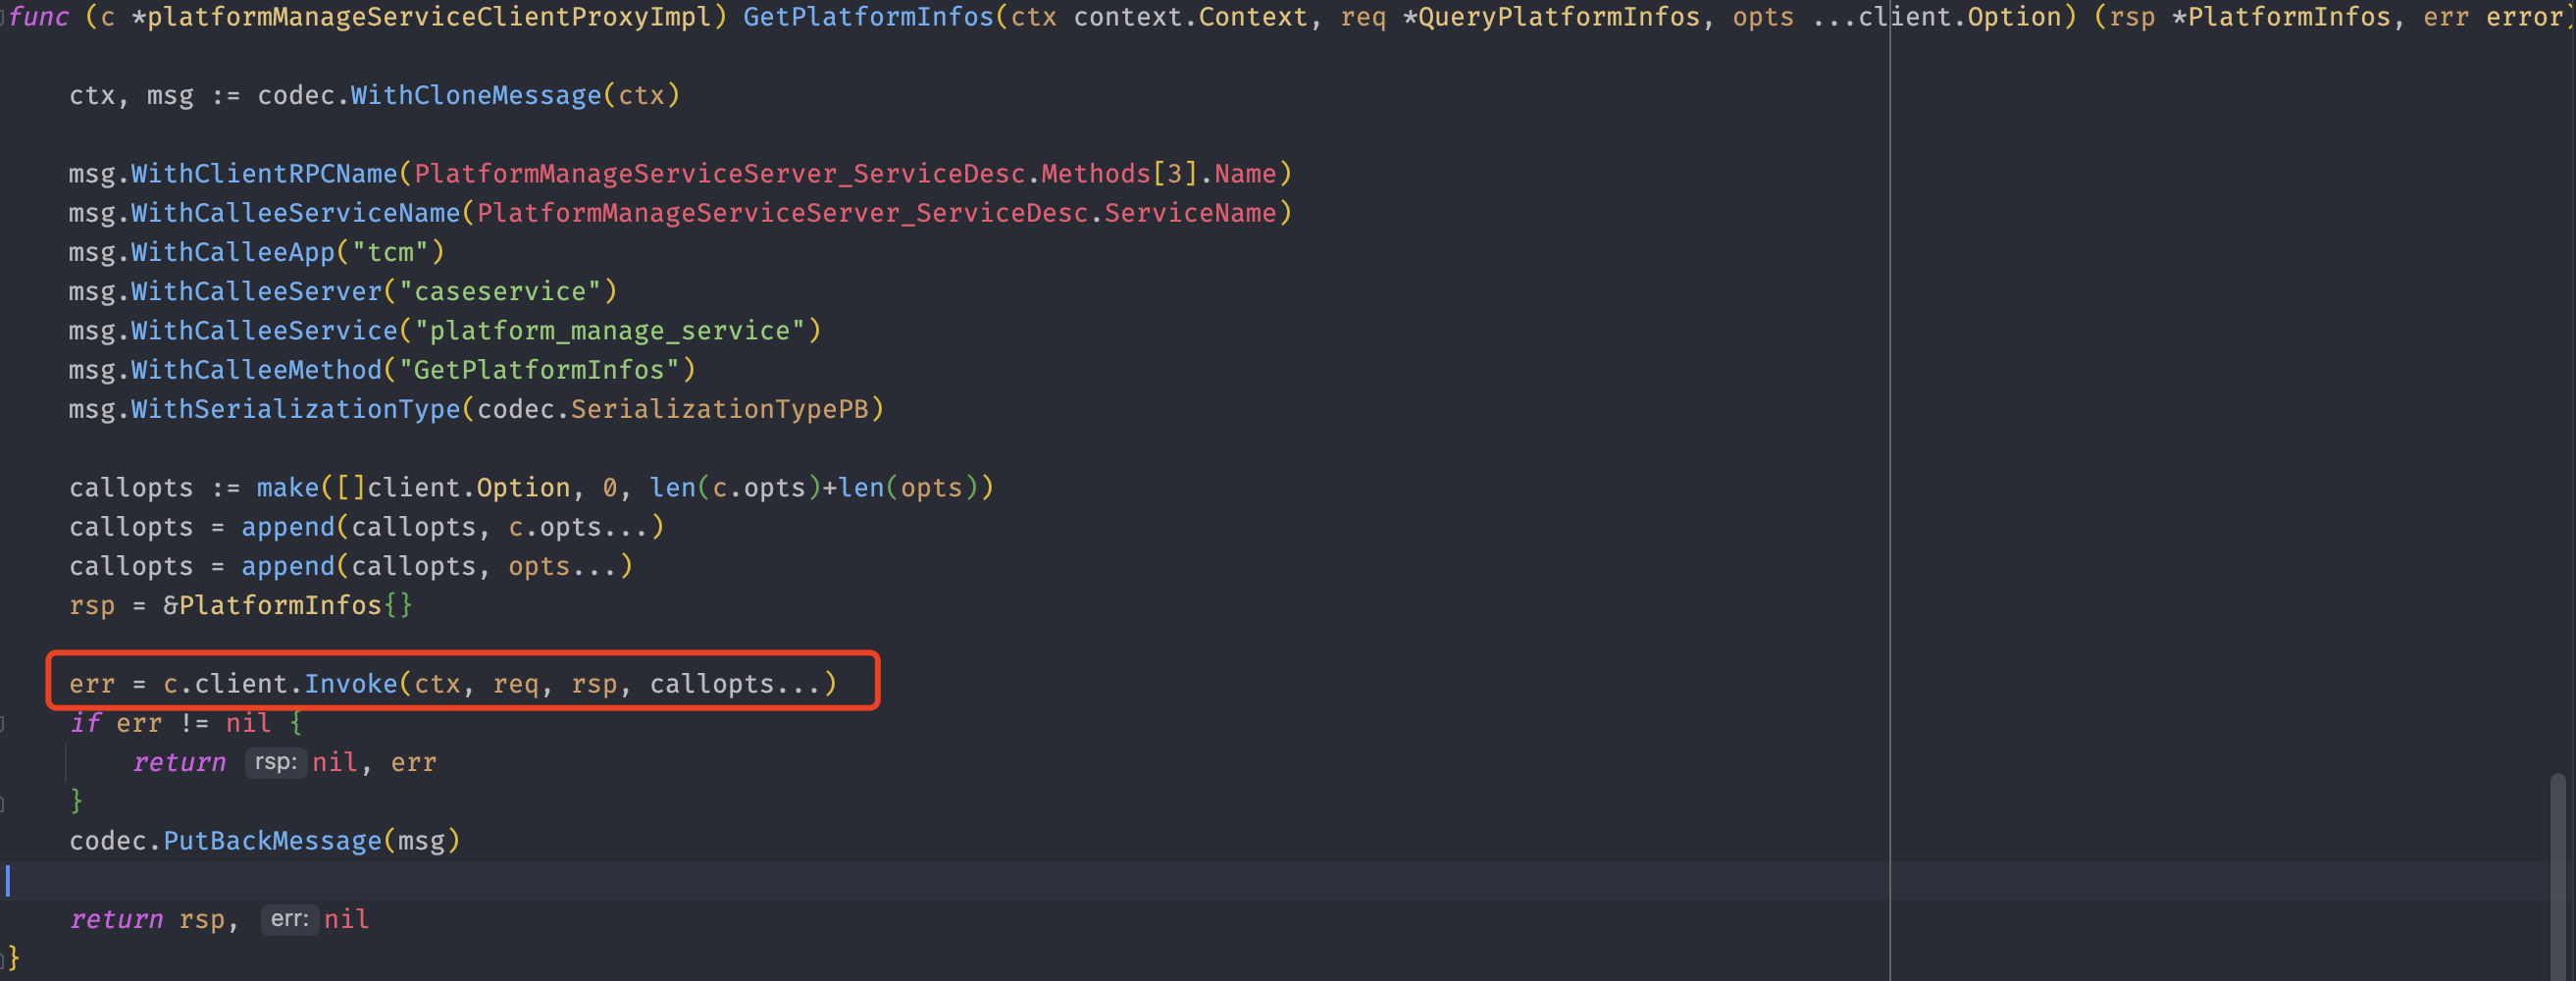 func (c *platformManageServiceClientProxyImpl) GetPlatformInfos(ctx context.Context, req *QueryPlatformInfos, opts ...client.Option) (rsp *PlatformInfos, err error)
ctx, msg := codec.WithCloneMessage(ctx)
msg.WithClientRPCName(PlatformManageServiceServer_ServiceDesc.Methods[3].Name)
msg.WithCalleeServiceName(PlatformManageServiceServer_ServiceDesc.ServiceName)
msg.WithCalleeApp("tcm")
msg.WithCalleeServer("caseservice")
msg.WithCalleeService("platform_manage_service")
msg.WithCalleeMethod("GetPlatformInfos")
msg.WithSerializationType(codec.SerializationTypePB)
callopts := make([]client.Option, 0, len(c.opts)+len(opts))
callopts = append(callopts, c.opts...)
callopts = append(callopts, opts...)
rsp = &PlatformInfos{}
err = c.client.Invoke(ctx, req, rsp, callopts...)
if err != nil {
return rsp: nil, err
}
codec.PutBackMessage(msg)
return rsp, err: nil
}